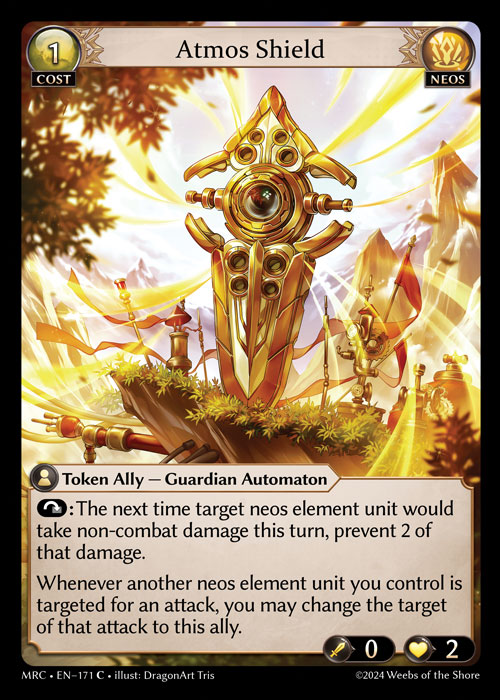 1
COST
Atmos Shield
NEOS
Token Ally — Guardian Automaton
:The next time target neos element unit would
take non-combat damage this turn, prevent 2 of
that damage.
Whenever another neos element unit you control is
targeted for an attack, you may change the target
of that attack to this ally.
0
2
MRC • EN–171 C • illust: DragonArt Tris
©2024 Weebs of the Shore